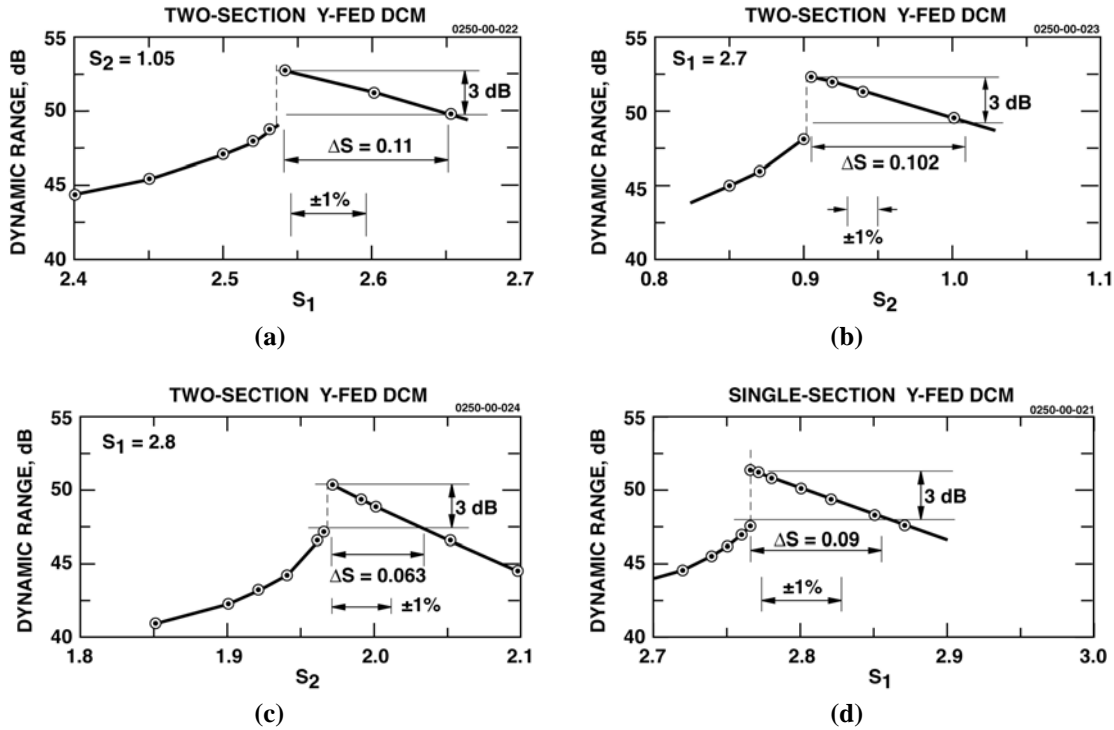 TWO-SECTION Y-FED DCM
0250-00-022
S2 = 1.05
DYNAMIC RANGE, dB
55
50
45
40
3 dB
ΔS = 0.11
±1%
2.4 2.5 2.6 2.7
S1
(a)
TWO-SECTION Y-FED DCM
0250-00-023
S1 = 2.7
DYNAMIC RANGE, dB
55
50
45
40
3 dB
ΔS = 0.102
±1%
0.8 0.9 1.0 1.1
S2
(b)
TWO-SECTION Y-FED DCM
0250-00-024
S1 = 2.8
DYNAMIC RANGE, dB
55
50
45
40
3 dB
ΔS = 0.063
±1%
1.8 1.9 2.0 2.1
S2
(c)
SINGLE-SECTION Y-FED DCM
0250-00-021
DYNAMIC RANGE, dB
55
50
45
40
3 dB
ΔS = 0.09
±1%
2.7 2.8 2.9 3.0
S1
(d)